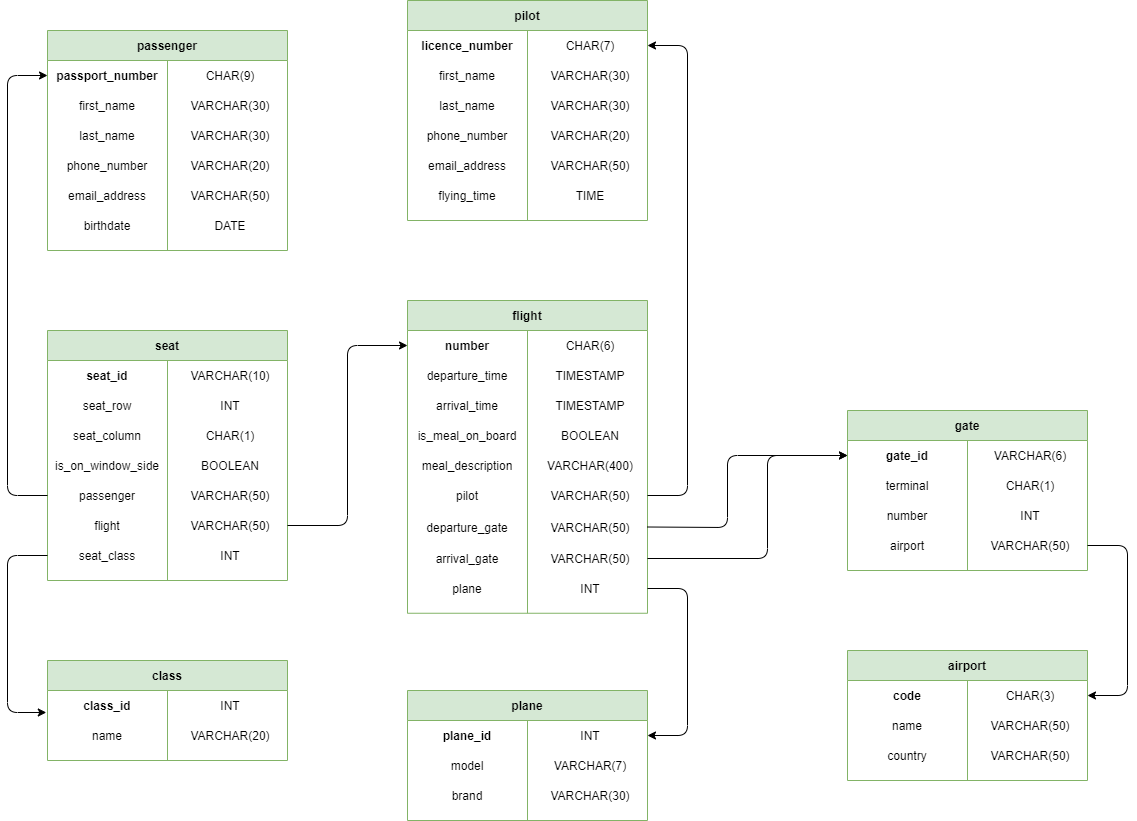 passenger
passport_number CHAR(9)
first_name VARCHAR(30)
last_name VARCHAR(30)
phone_number VARCHAR(20)
email_address VARCHAR(50)
birthdate DATE
pilot
licence_number CHAR(7)
first_name VARCHAR(30)
last_name VARCHAR(30)
phone_number VARCHAR(20)
email_address VARCHAR(50)
flying_time TIME
seat
seat_id VARCHAR(10)
seat_row INT
seat_column CHAR(1)
is_on_window_side BOOLEAN
passenger VARCHAR(50)
flight VARCHAR(50)
seat_class INT
flight
number CHAR(6)
departure_time TIMESTAMP
arrival_time TIMESTAMP
is_meal_on_board BOOLEAN
meal_description VARCHAR(400)
pilot VARCHAR(50)
departure_gate VARCHAR(50)
arrival_gate VARCHAR(50)
plane INT
gate
gate_id VARCHAR(6)
terminal CHAR(1)
number INT
airport VARCHAR(50)
class
class_id INT
name VARCHAR(20)
plane
plane_id INT
model VARCHAR(7)
brand VARCHAR(30)
airport
code CHAR(3)
name VARCHAR(50)
country VARCHAR(50)